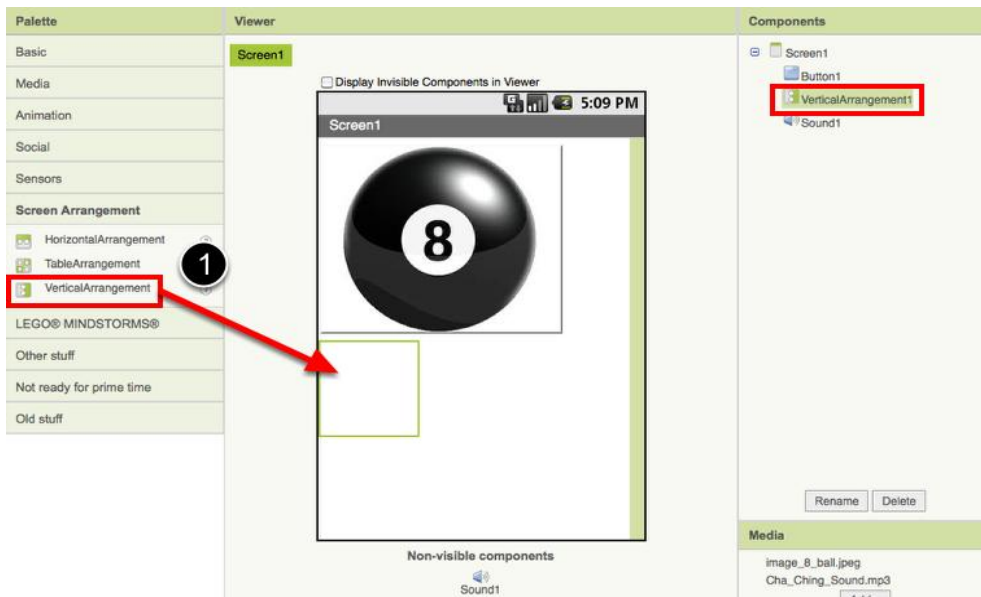 Palette
Viewer
Components
Basic
Media
Animation
Social
Sensors
Screen Arrangement
HorizontalArrangement
TableArrangement
VerticalArrangement
LEGO® MINDSTORMS®
Other stuff
Not ready for prime time
Old stuff
1
Screen1
Display Invisible Components in Viewer
5:09 PM
Screen1
8
Non-visible components
Sound1
Screen1
Button1
VerticalArrangement1
Sound1
Rename Delete
Media
image_8_ball.jpeg
Cha_Ching_Sound.mp3